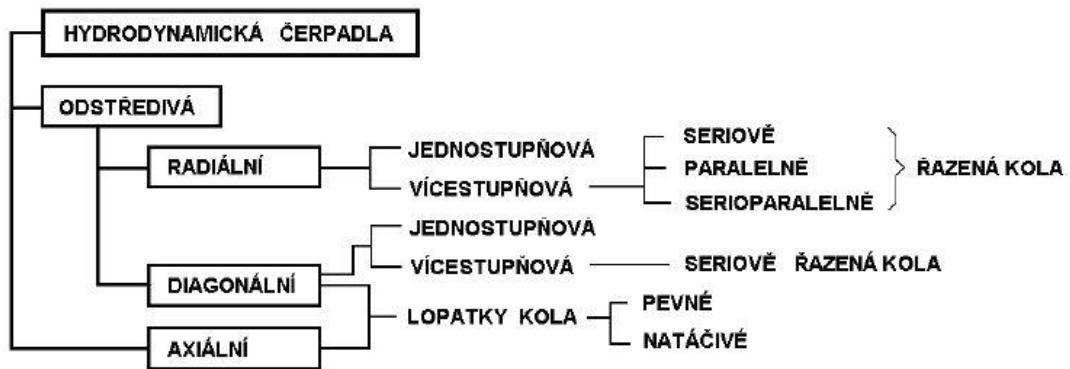 HYDRODYNAMICKÁ ČERPADLA
ODSTŘEDIVÁ
RADIÁLNÍ
JEDNOSTUPŇOVÁ
VÍCESTUPŇOVÁ
SERIOVĚ
PARALELNĚ
SERIOPARALELNĚ
ŘAZENÁ KOLA
DIAGONÁLNÍ
JEDNOSTUPŇOVÁ
VÍCESTUPŇOVÁ
SERIOVĚ ŘAZENÁ KOLA
AXIÁLNÍ
LOPATKY KOLA
PEVNÉ
NATÁČIVÉ